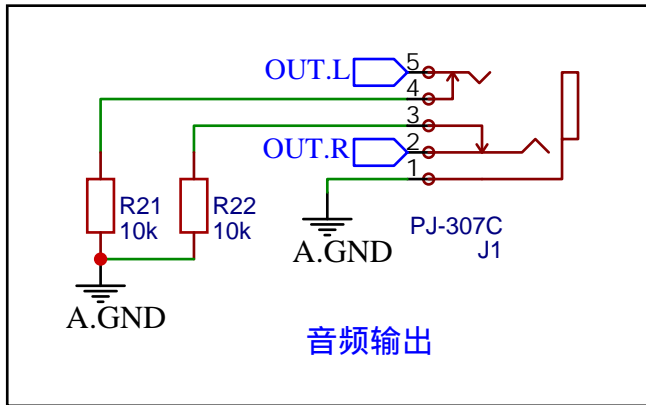 OUT.L
5
4
3
OUT.R
2
1
R21
10k
R22
10k
A.GND
PJ-307C
J1
A.GND
音频输出